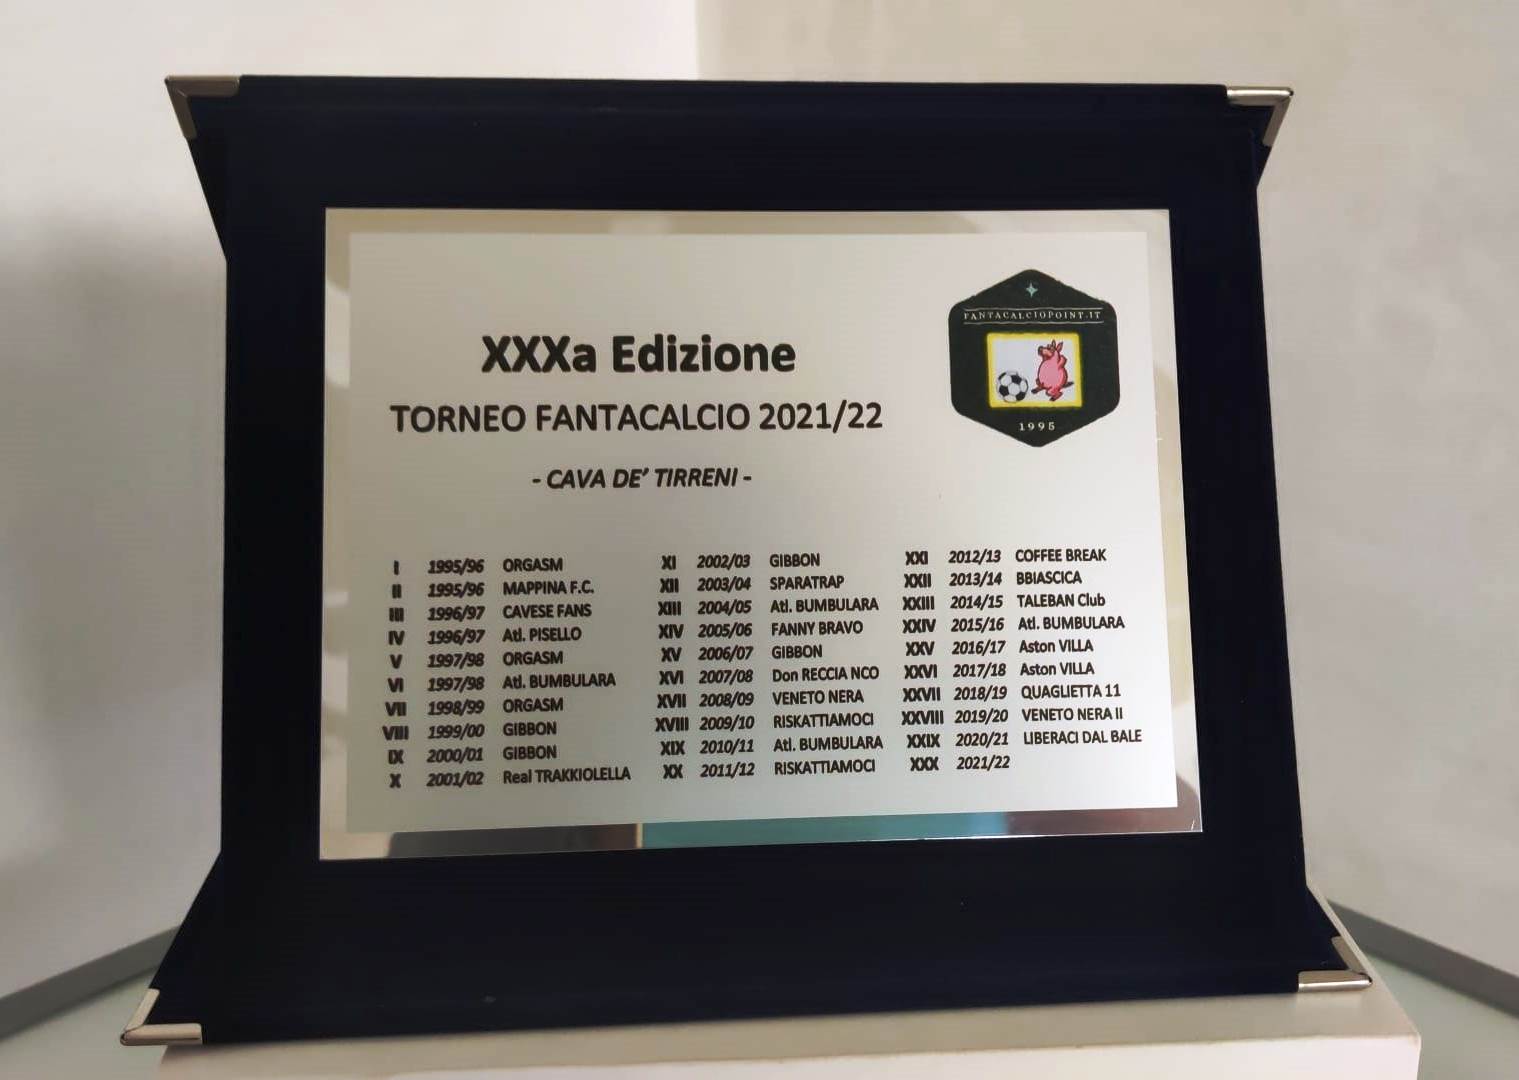 FANTACALCIOPOINT.IT
1995
XXXa Edizione
TORNEO FANTACALCIO 2021/22
- CAVA DE' TIRRENI -
I 1995/96 ORGASM
II 1995/96 MAPPINA F.C.
III 1996/97 CAVESE FANS
IV 1996/97 Atl. PISELLO
V 1997/98 ORGASM
VI 1997/98 Atl. BUMBULARA
VII 1998/99 ORGASM
VIII 1999/00 GIBBON
IX 2000/01 GIBBON
X 2001/02 Real TRAKKIOLELLA
XI 2002/03 GIBBON
XII 2003/04 SPARATRAP
XIII 2004/05 Atl. BUMBULARA
XIV 2005/06 FANNY BRAVO
XV 2006/07 GIBBON
XVI 2007/08 Don RECCIA NCO
XVII 2008/09 VENETO NERA
XVIII 2009/10 RISKATTIAMOCI
XIX 2010/11 Atl. BUMBULARA
XX 2011/12 RISKATTIAMOCI
XXI 2012/13 COFFEE BREAK
XXII 2013/14 BBIASCICA
XXIII 2014/15 TALEBAN Club
XXIV 2015/16 Atl. BUMBULARA
XXV 2016/17 Aston VILLA
XXVI 2017/18 Aston VILLA
XXVII 2018/19 QUAGLIETTA 11
XXVIII 2019/20 VENETO NERA II
XXIX 2020/21 LIBERACI DAL BALE
XXX 2021/22